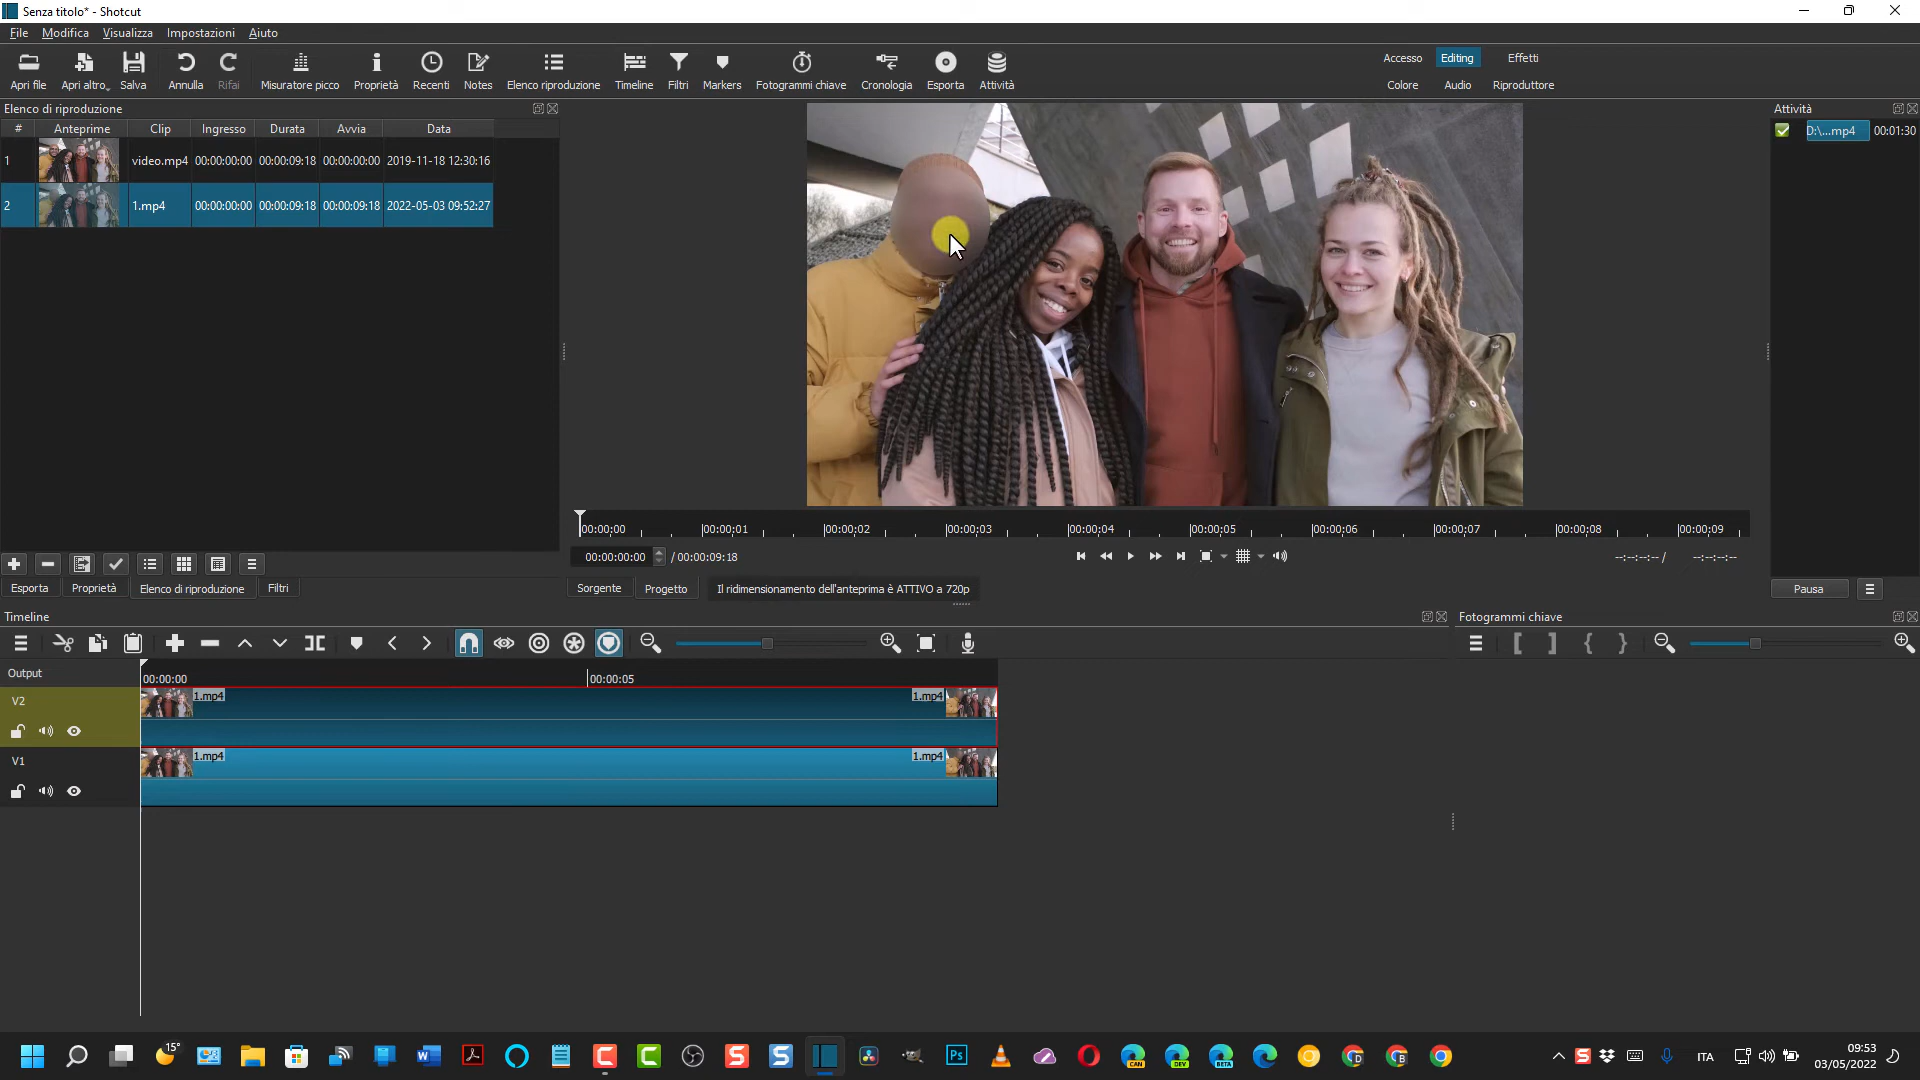 Senza titolo* - Shotcut
File Modifica Visualizza Impostazioni Aiuto
Apri file Apri altro. Salva Annulla Rifai Misuratore picco Proprietà Recenti Notes Elenco riproduzione Timeline Filtri Markers Fotogrammi chiave Cronologia Esporta Attività
Accesso Editing Effetti
Colore Audio Riproduttore
Elenco di riproduzione
# Anteprime Clip Ingresso Durata Avvia Data
1 video.mp4 00:00:00:00 00:00:09:18 00:00:00:00 2019-11-18 12:30:16
2 1.mp4 00:00:00:00 00:00:09:18 00:00:09:18 2022-05-03 09:52:27
Attività
D:\...mp4 00:01:30
00:00:00 00:00:01 00:00:02 00:00:03 00:00:04 00:00:05 00:00:06 00:00:07 00:00:08 00:00:09
00:00:00:00 / 00:00:09:18
--:--:--:-- / --:--:--:--
Esporta Proprietà Elenco di riproduzione Filtri
Sorgente Progetto Il ridimensionamento dell'anteprima è ATTIVO a 720p
Pausa
Timeline
Fotogrammi chiave
Output
00:00:00 00:00:05
V2
1.mp4 1.mp4
V1
1.mp4 1.mp4
15°
W
CAN DEV BETA
Ps
D B
ITA
09:53
03/05/2022